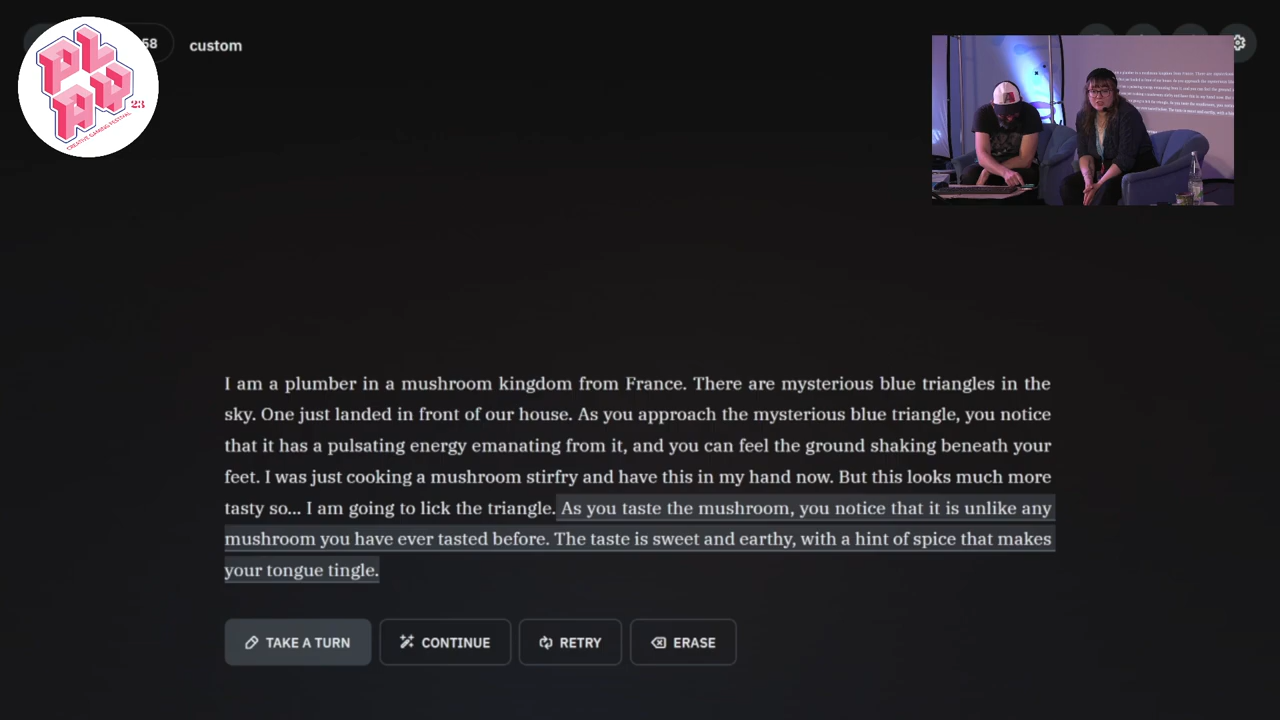 PLAY
23
CREATIVE GAMING FESTIVAL
58
custom
I am a plumber in a mushroom kingdom from France. There are mysterious blue triangles in the
sky. One just landed in front of our house. As you approach the mysterious blue triangle, you notice
that it has a pulsating energy emanating from it, and you can feel the ground shaking beneath your
feet. I was just cooking a mushroom stirfry and have this in my hand now. But this looks much more
tasty so... I am going to lick the triangle. As you taste the mushroom, you notice that it is unlike any
mushroom you have ever tasted before. The taste is sweet and earthy, with a hint of spice that makes
your tongue tingle.
TAKE A TURN
CONTINUE
RETRY
ERASE